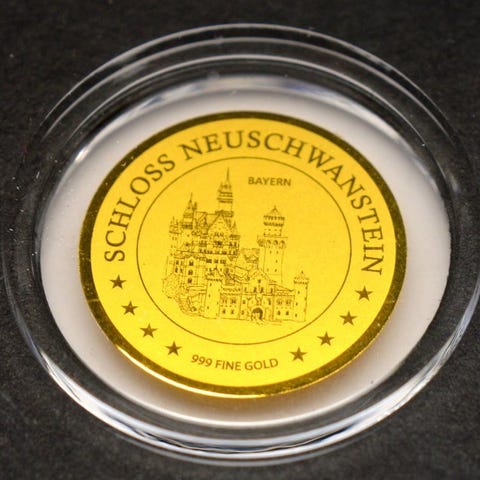 SCHLOSS NEUSCHWANSTEIN
BAYERN
999 FINE GOLD